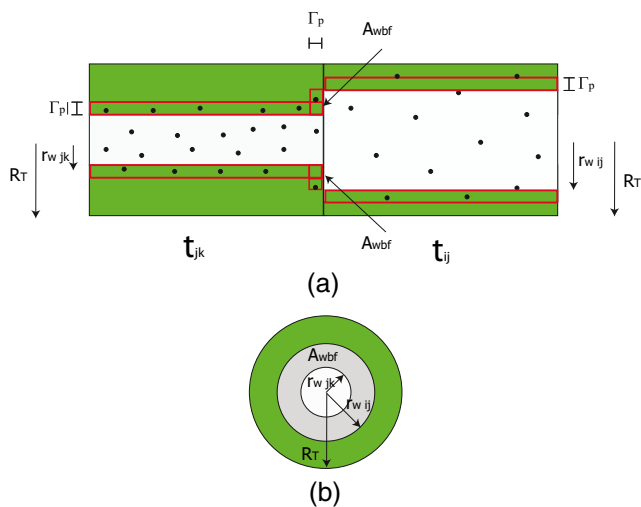 Γp
Awbf
Γp
Γp
rw jk
rw ij
RT
RT
Awbf
tjk
tij
(a)
Awbf
rw jk
rw ij
RT
(b)